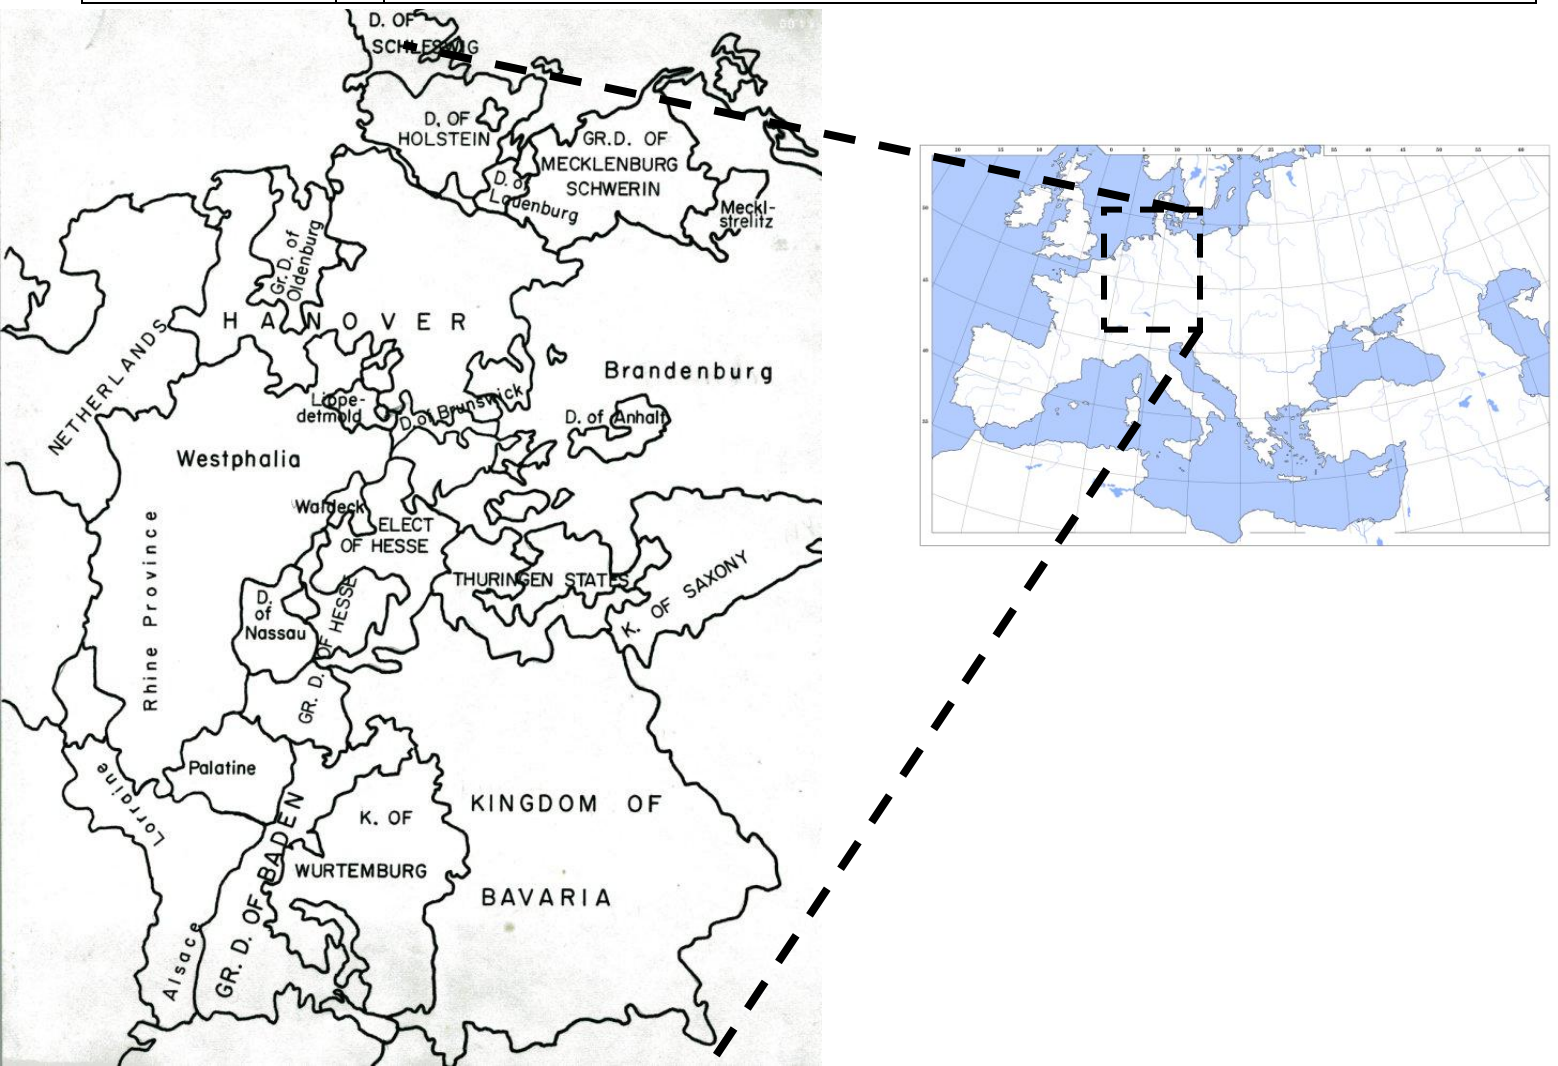 D. OF
SCHLESWIG
D. OF
HOLSTEIN
GR.D. OF
MECKLENBURG
SCHWERIN
D. of
Lauenburg
Meckl-
strelitz
Gr. D. of
Oldenburg
HANOVER
NETHERLANDS
Brandenburg
Lippe-
detmold
D. of Brunswick
D. of Anhalt
Westphalia
Waldeck
ELECT
OF HESSE
THURINGEN STATES
K. OF SAXONY
Rhine Province
D.
of
Nassau
GR. D. OF HESSE
Lorraine
Palatine
K. OF
WURTEMBURG
KINGDOM OF
BAVARIA
GR. D. OF BADEN
Alsace